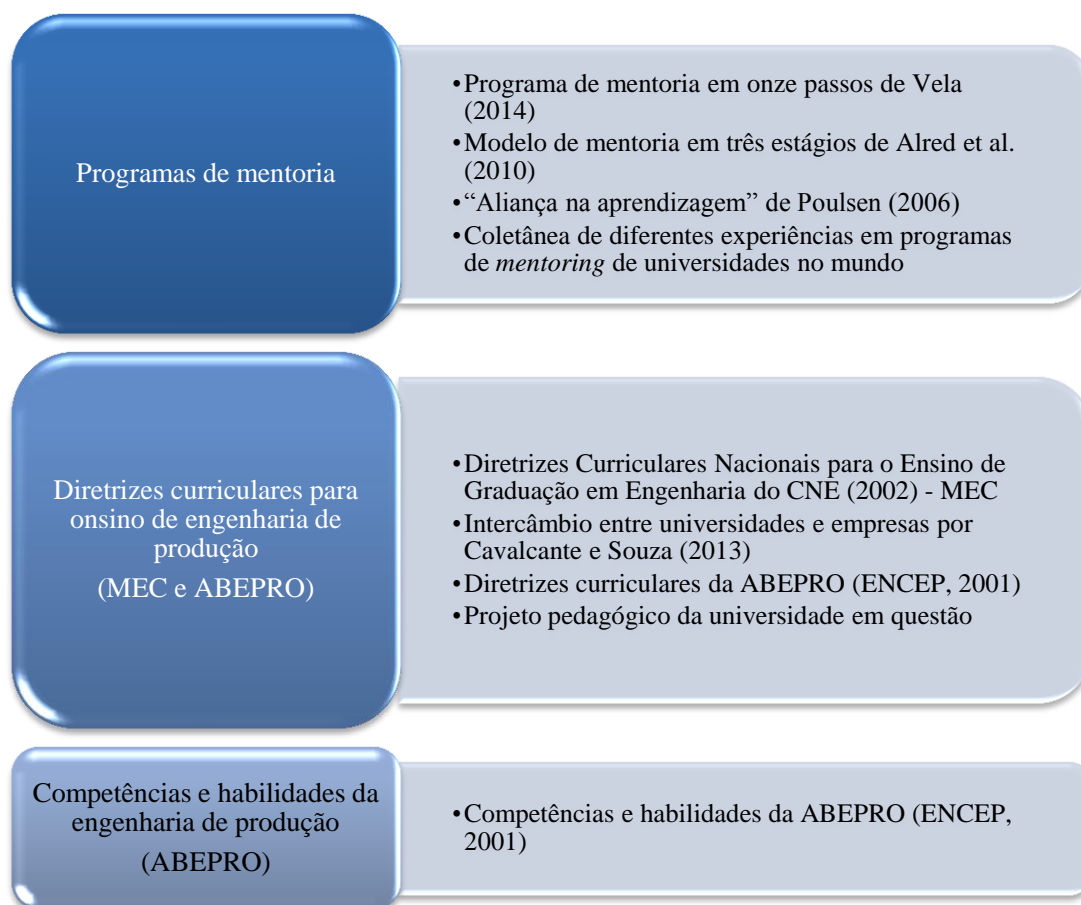 Programas de mentoria
•Programa de mentoria em onze passos de Vela
(2014)
•Modelo de mentoria em três estágios de Alred et al.
(2010)
•“Aliança na aprendizagem” de Poulsen (2006)
•Coletânea de diferentes experiências em programas
de mentoring de universidades no mundo
Diretrizes curriculares para
onsino de engenharia de
produção
(MEC e ABEPRO)
•Diretrizes Curriculares Nacionais para o Ensino de
Graduação em Engenharia do CNE (2002) - MEC
•Intercâmbio entre universidades e empresas por
Cavalcante e Souza (2013)
•Diretrizes curriculares da ABEPRO (ENCEP, 2001)
•Projeto pedagógico da universidade em questão
Competências e habilidades da
engenharia de produção
(ABEPRO)
•Competências e habilidades da ABEPRO (ENCEP,
2001)